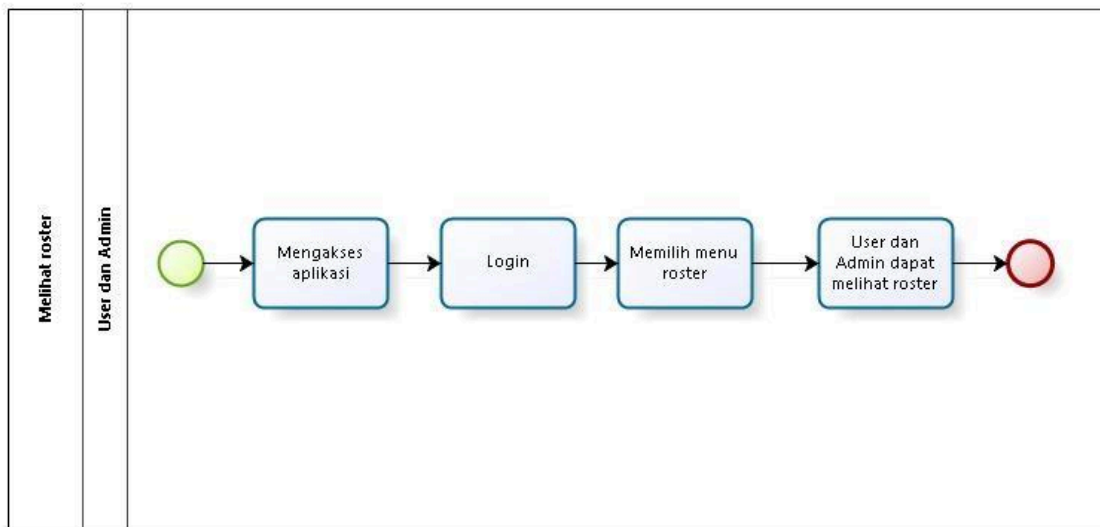 Melihat roster
User dan Admin
Mengakses
aplikasi
Login
Memilih menu
roster
User dan
Admin dapat
melihat roster